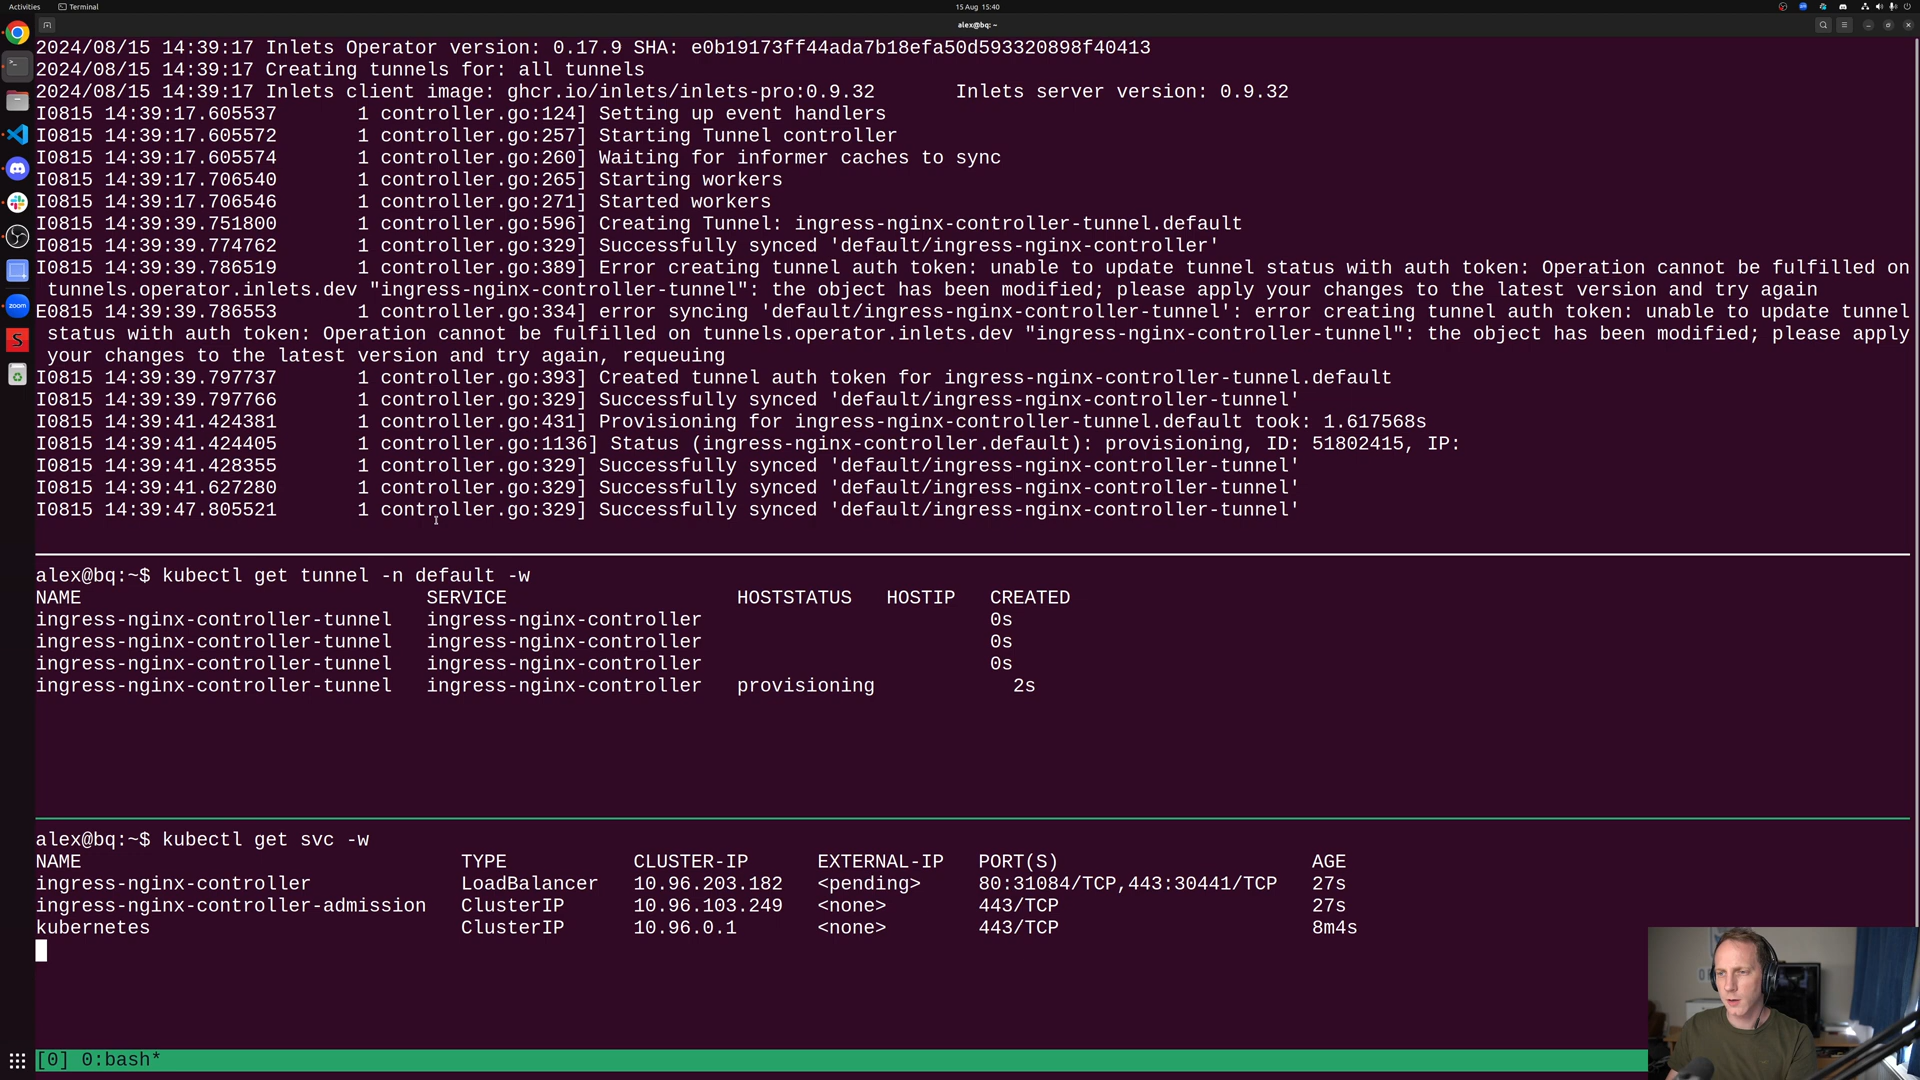 Activities
Terminal
15 Aug 15:40
alex@bq: ~
2024/08/15 14:39:17 Inlets Operator version: 0.17.9 SHA: e0b19173ff44ada7b18efa50d593320898f40413
2024/08/15 14:39:17 Creating tunnels for: all tunnels
2024/08/15 14:39:17 Inlets client image: ghcr.io/inlets/inlets-pro:0.9.32       Inlets server version: 0.9.32
I0815 14:39:17.605537       1 controller.go:124] Setting up event handlers
I0815 14:39:17.605572       1 controller.go:257] Starting Tunnel controller
I0815 14:39:17.605574       1 controller.go:260] Waiting for informer caches to sync
I0815 14:39:17.706540       1 controller.go:265] Starting workers
I0815 14:39:17.706546       1 controller.go:271] Started workers
I0815 14:39:39.751800       1 controller.go:596] Creating Tunnel: ingress-nginx-controller-tunnel.default
I0815 14:39:39.774762       1 controller.go:329] Successfully synced 'default/ingress-nginx-controller'
I0815 14:39:39.786519       1 controller.go:389] Error creating tunnel auth token: unable to update tunnel status with auth token: Operation cannot be fulfilled on
tunnels.operator.inlets.dev "ingress-nginx-controller-tunnel": the object has been modified; please apply your changes to the latest version and try again
E0815 14:39:39.786553       1 controller.go:334] error syncing 'default/ingress-nginx-controller-tunnel': error creating tunnel auth token: unable to update tunnel
status with auth token: Operation cannot be fulfilled on tunnels.operator.inlets.dev "ingress-nginx-controller-tunnel": the object has been modified; please apply
your changes to the latest version and try again, requeuing
I0815 14:39:39.797737       1 controller.go:393] Created tunnel auth token for ingress-nginx-controller-tunnel.default
I0815 14:39:39.797766       1 controller.go:329] Successfully synced 'default/ingress-nginx-controller-tunnel'
I0815 14:39:41.424381       1 controller.go:431] Provisioning for ingress-nginx-controller-tunnel.default took: 1.617568s
I0815 14:39:41.424405       1 controller.go:1136] Status (ingress-nginx-controller.default): provisioning, ID: 51802415, IP:
I0815 14:39:41.428355       1 controller.go:329] Successfully synced 'default/ingress-nginx-controller-tunnel'
I0815 14:39:41.627280       1 controller.go:329] Successfully synced 'default/ingress-nginx-controller-tunnel'
I0815 14:39:47.805521       1 controller.go:329] Successfully synced 'default/ingress-nginx-controller-tunnel'
alex@bq:~$ kubectl get tunnel -n default -w
NAME                              SERVICE                    HOSTSTATUS   HOSTIP   CREATED
ingress-nginx-controller-tunnel   ingress-nginx-controller                         0s
ingress-nginx-controller-tunnel   ingress-nginx-controller                         0s
ingress-nginx-controller-tunnel   ingress-nginx-controller                         0s
ingress-nginx-controller-tunnel   ingress-nginx-controller   provisioning            2s
alex@bq:~$ kubectl get svc -w
NAME                                 TYPE           CLUSTER-IP      EXTERNAL-IP   PORT(S)                      AGE
ingress-nginx-controller             LoadBalancer   10.96.203.182   <pending>     80:31084/TCP,443:30441/TCP   27s
ingress-nginx-controller-admission   ClusterIP      10.96.103.249   <none>        443/TCP                      27s
kubernetes                           ClusterIP      10.96.0.1       <none>        443/TCP                      8m4s
[0] 0:bash*
zoom
S